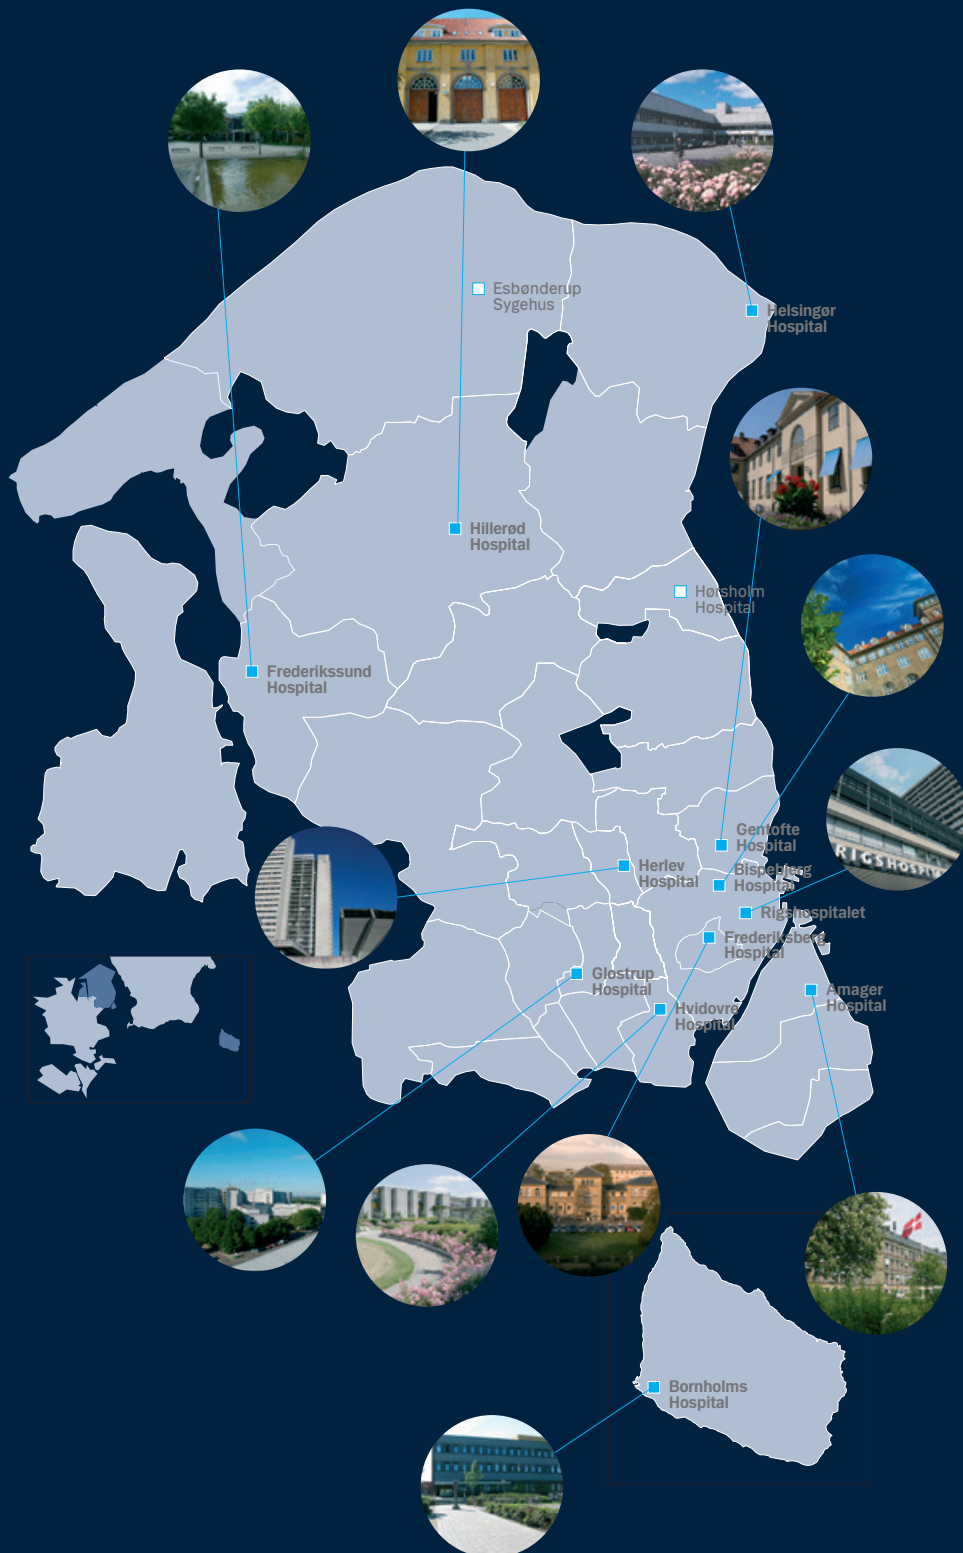 Esbønderup
Sygehus
Helsingør
Hospital
Hillerød
Hospital
Hørsholm
Hospital
Frederikssund
Hospital
Gentofte
Hospital
RIGSHOSPI
Herlev
Hospital
Bispebjerg
Hospital
Rigshospitalet
Frederiksberg
Hospital
Glostrup
Hospital
Amager
Hospital
Hvidovre
Hospital
Bornholms
Hospital